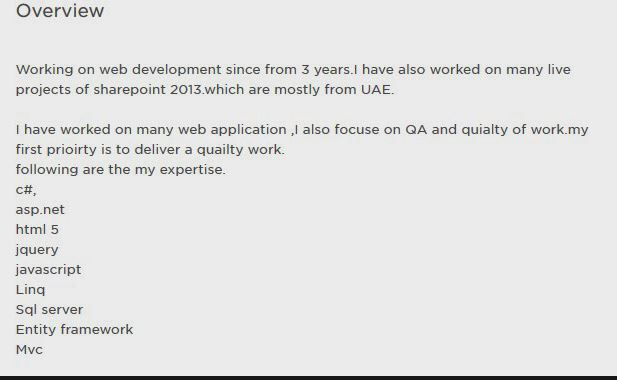 Overview
Working on web development since from 3 years.I have also worked on many live
projects of sharepoint 2013.which are mostly from UAE.
I have worked on many web application ,I also focuse on QA and quialty of work.my
first prioirty is to deliver a quailty work.
following are the my expertise.
c#,
asp.net
html 5
jquery
javascript
Linq
Sql server
Entity framework
Mvc